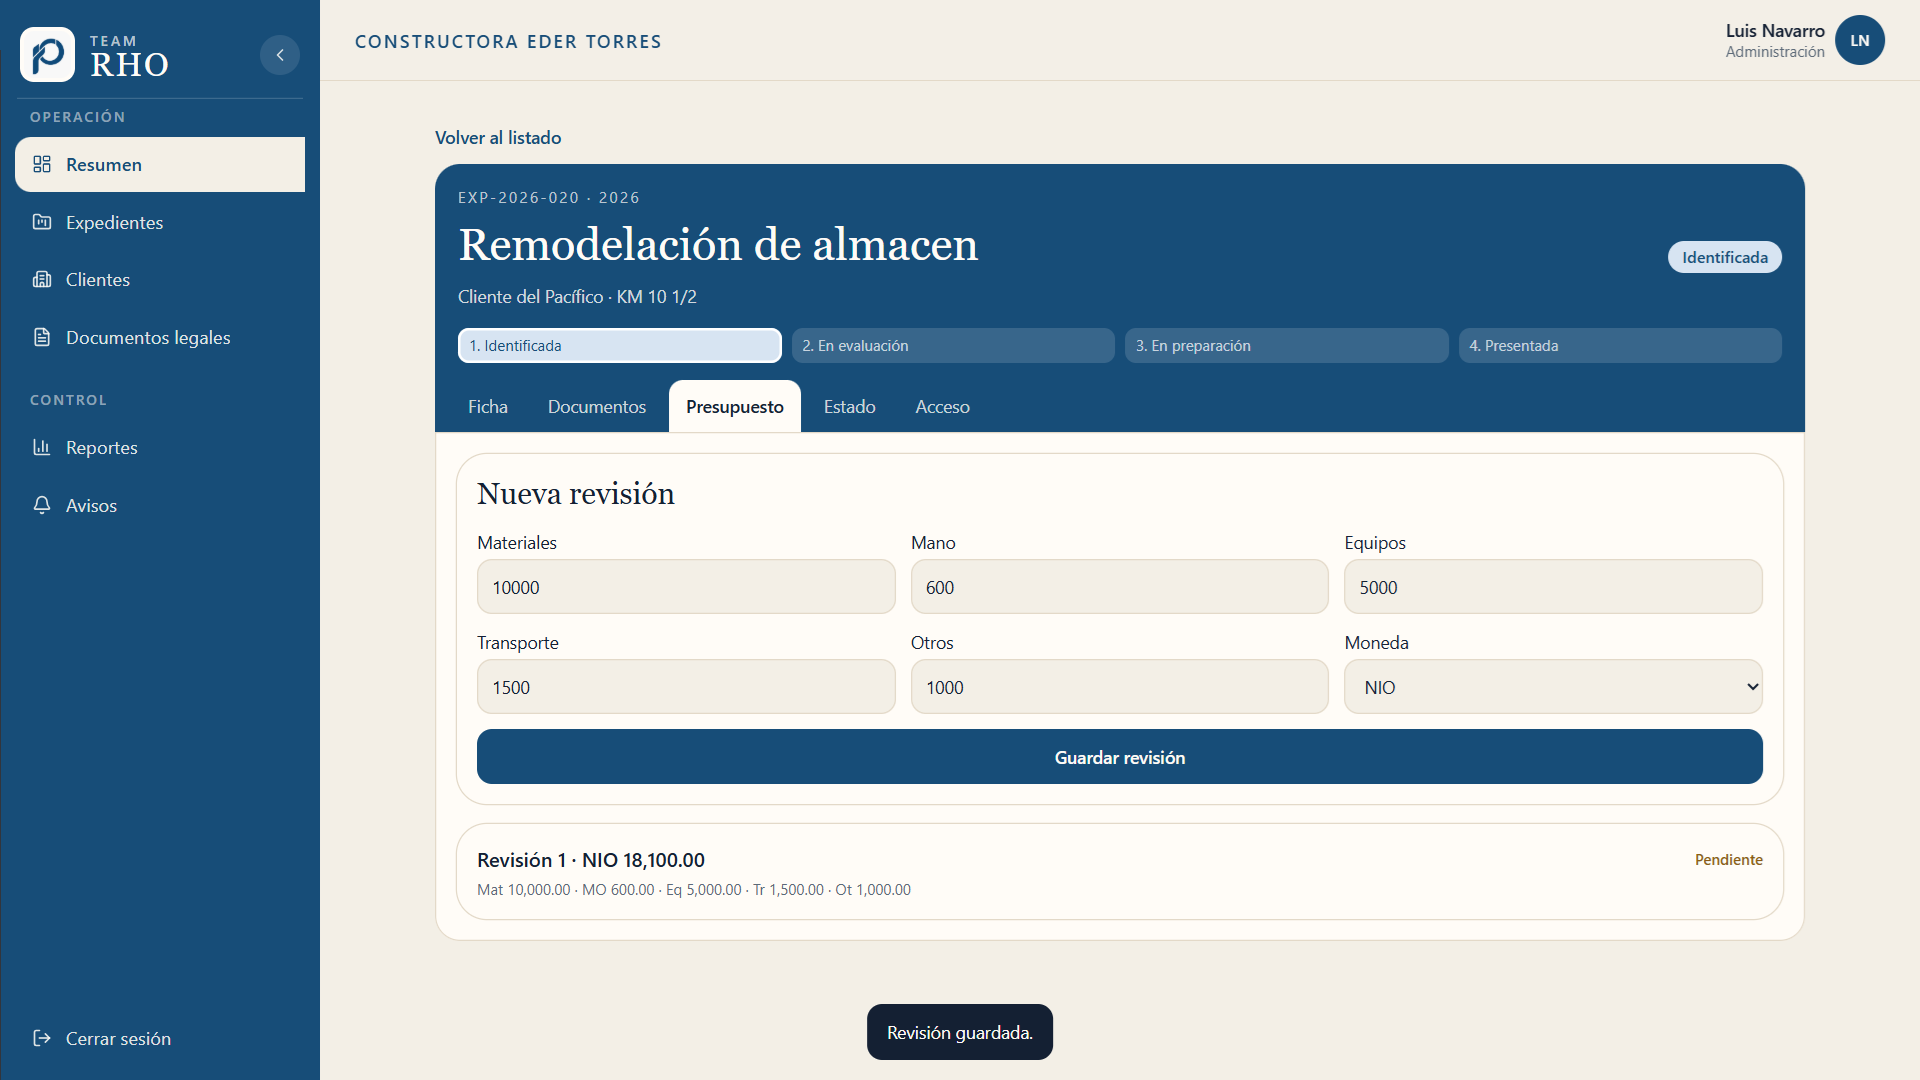 TEAM
RHO
OPERACIÓN
Resumen
Expedientes
Clientes
Documentos legales
CONTROL
Reportes
Avisos
Cerrar sesión
CONSTRUCTORA EDER TORRES
Luis Navarro
Administración
LN
Volver al listado
EXP-2026-020 · 2026
Remodelación de almacen
Identificada
Cliente del Pacífico · KM 10 1/2
1. Identificada
2. En evaluación
3. En preparación
4. Presentada
Ficha
Documentos
Presupuesto
Estado
Acceso
Nueva revisión
Materiales
Mano
Equipos
10000
600
5000
Transporte
Otros
Moneda
1500
1000
NIO
Guardar revisión
Revisión 1 · NIO 18,100.00
Pendiente
Mat 10,000.00 · MO 600.00 · Eq 5,000.00 · Tr 1,500.00 · Ot 1,000.00
Revisión guardada.